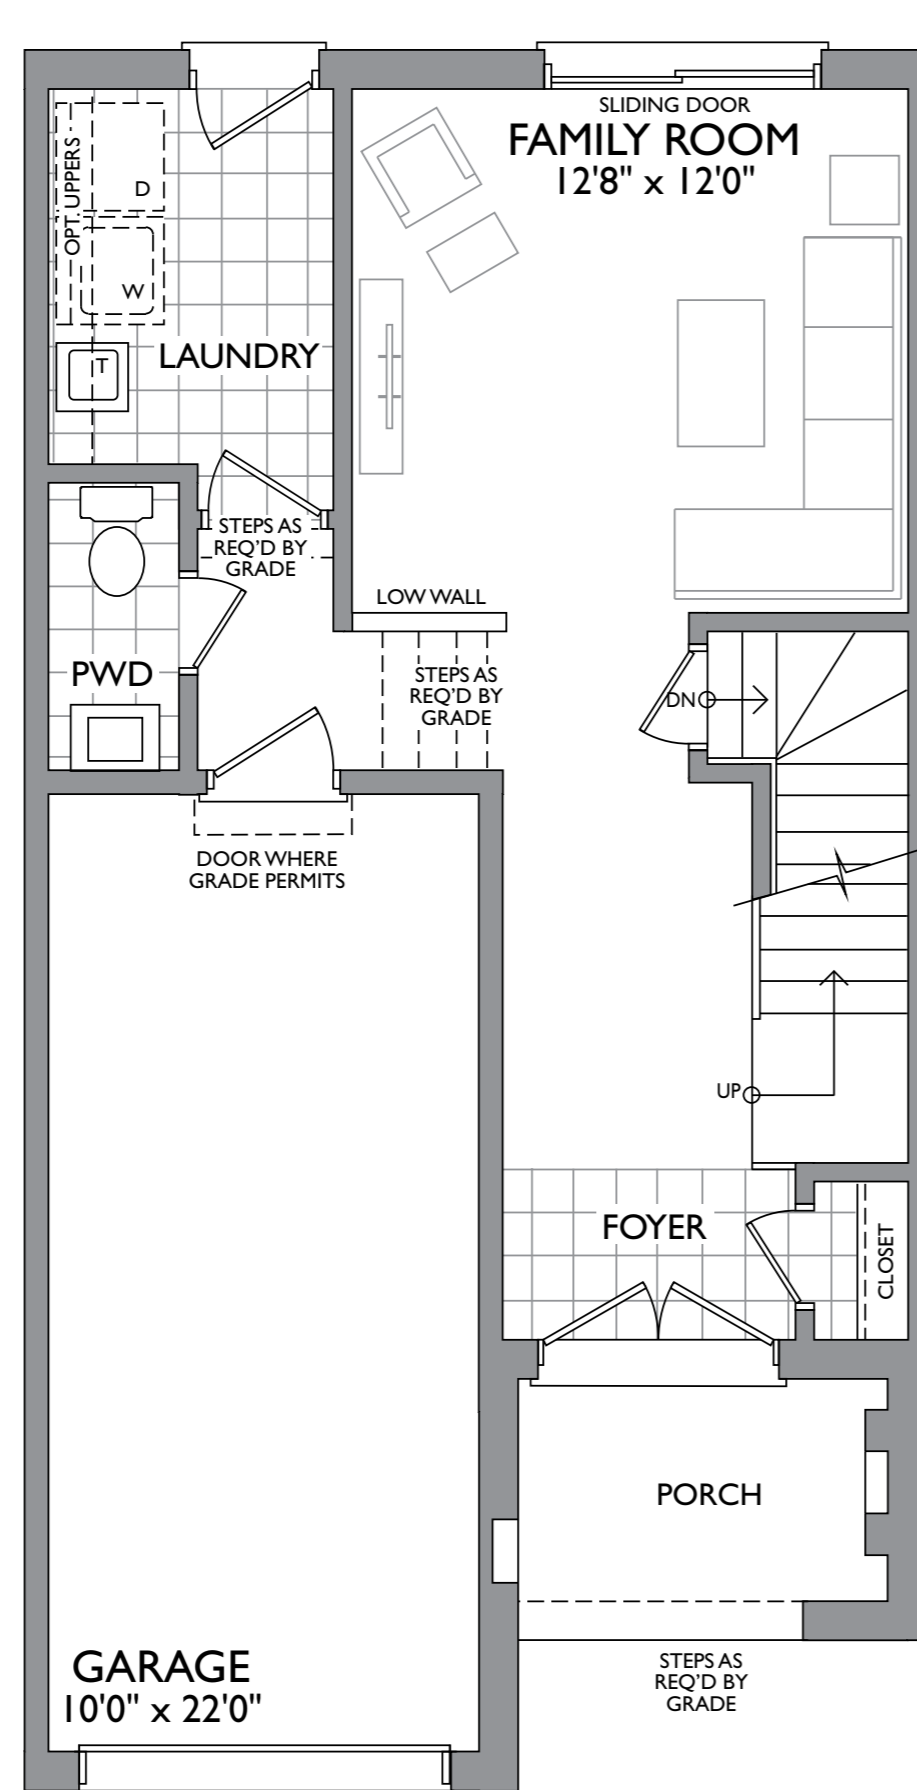 SLIDING DOOR
FAMILY ROOM
12'8" x 12'0"
OPT. UPPERS
D
W
T
LAUNDRY
STEPS AS
REQ'D BY
GRADE
LOW WALL
STEPS AS
REQ'D BY
GRADE
PWD
DN
DOOR WHERE
GRADE PERMITS
UP
FOYER
CLOSET
PORCH
GARAGE
10'0" x 22'0"
STEPS AS
REQ'D BY
GRADE